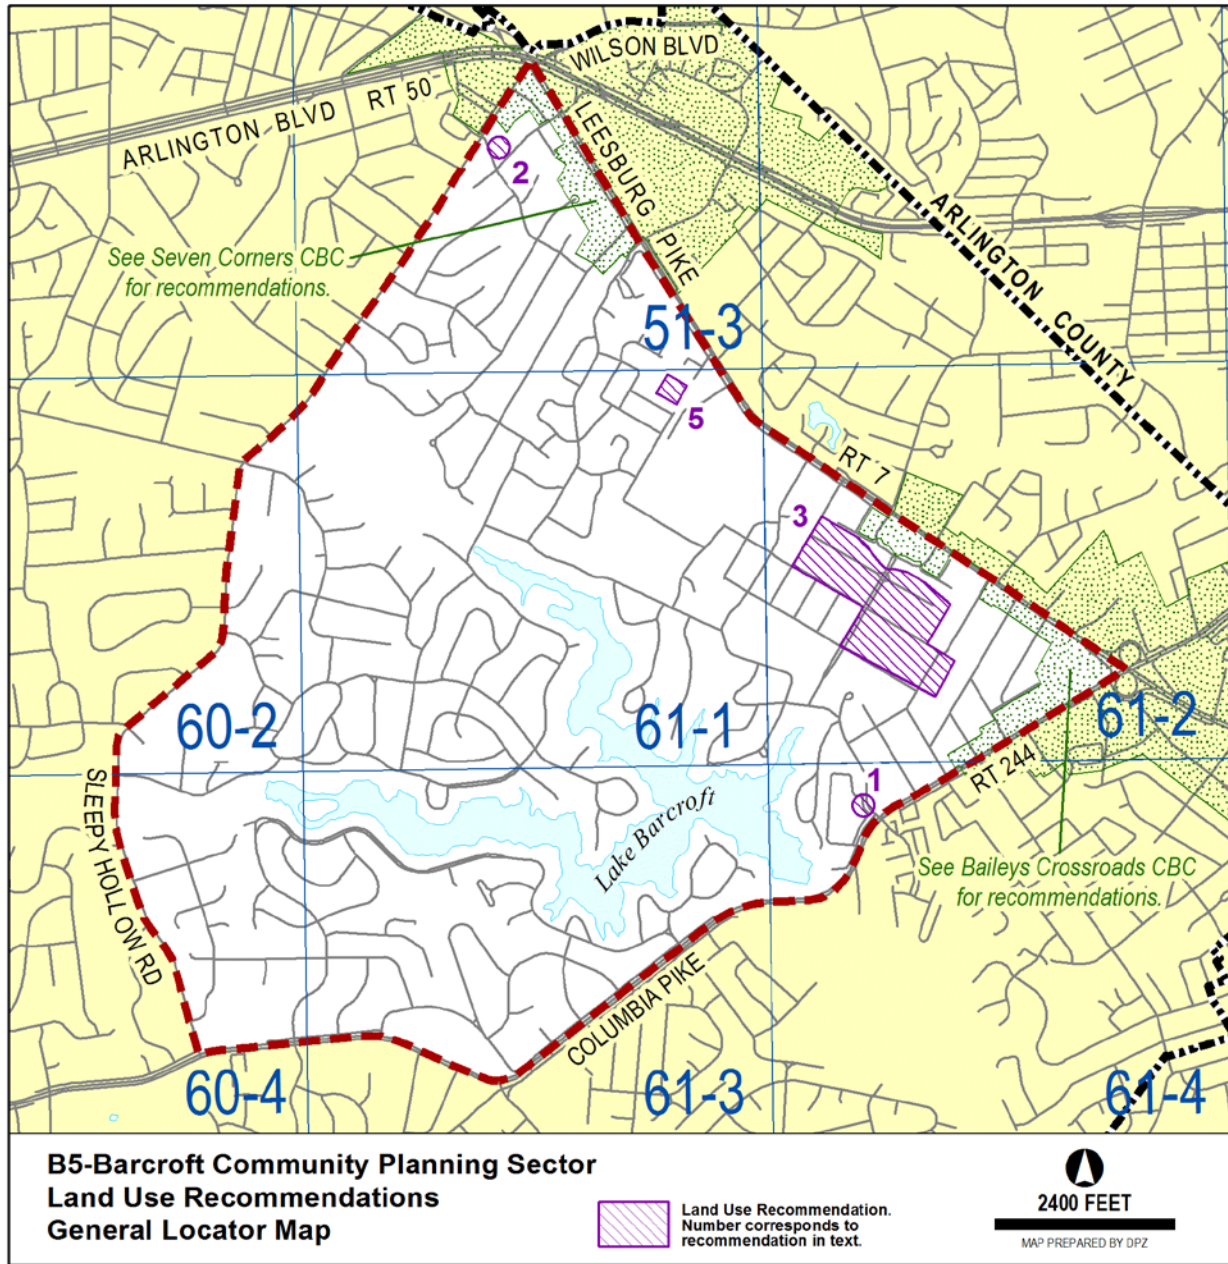 WILSON BLVD
ARLINGTON BLVD RT 50
LEESBURG PIKE
2
ARLINGTON COUNTY
See Seven Corners CBC
for recommendations.
51-3
5
RT 7
3
60-2
61-1
61-2
SLEEPY HOLLOW RD
RT 244
1
Lake Barcroft
See Baileys Crossroads CBC
for recommendations.
COLUMBIA PIKE
60-4
61-3
61-4
B5-Barcroft Community Planning Sector
Land Use Recommendations
General Locator Map
Land Use Recommendation.
Number corresponds to
recommendation in text.
2400 FEET
MAP PREPARED BY DPZ